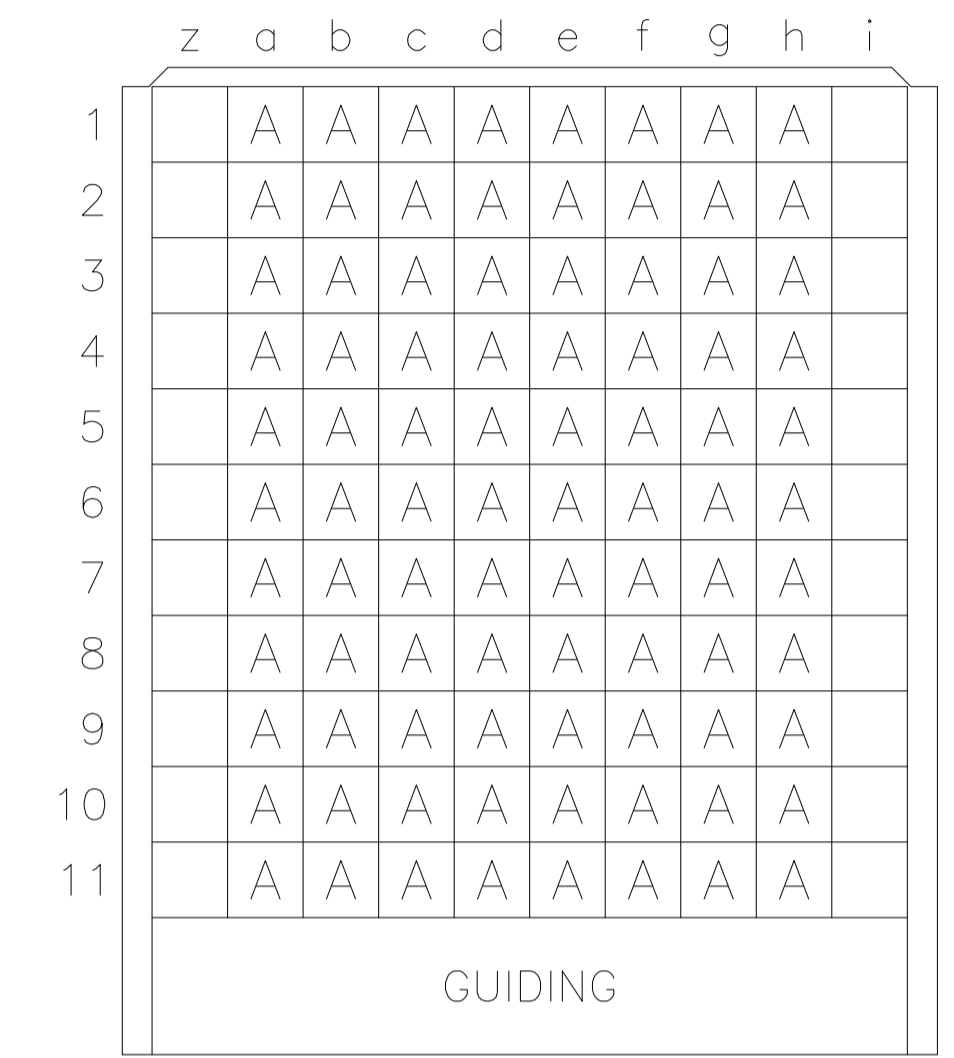 z a b c d e f g h i
1 A A A A A A A A
2 A A A A A A A A
3 A A A A A A A A
4 A A A A A A A A
5 A A A A A A A A
6 A A A A A A A A
7 A A A A A A A A
8 A A A A A A A A
9 A A A A A A A A
10 A A A A A A A A
11 A A A A A A A A
GUIDING